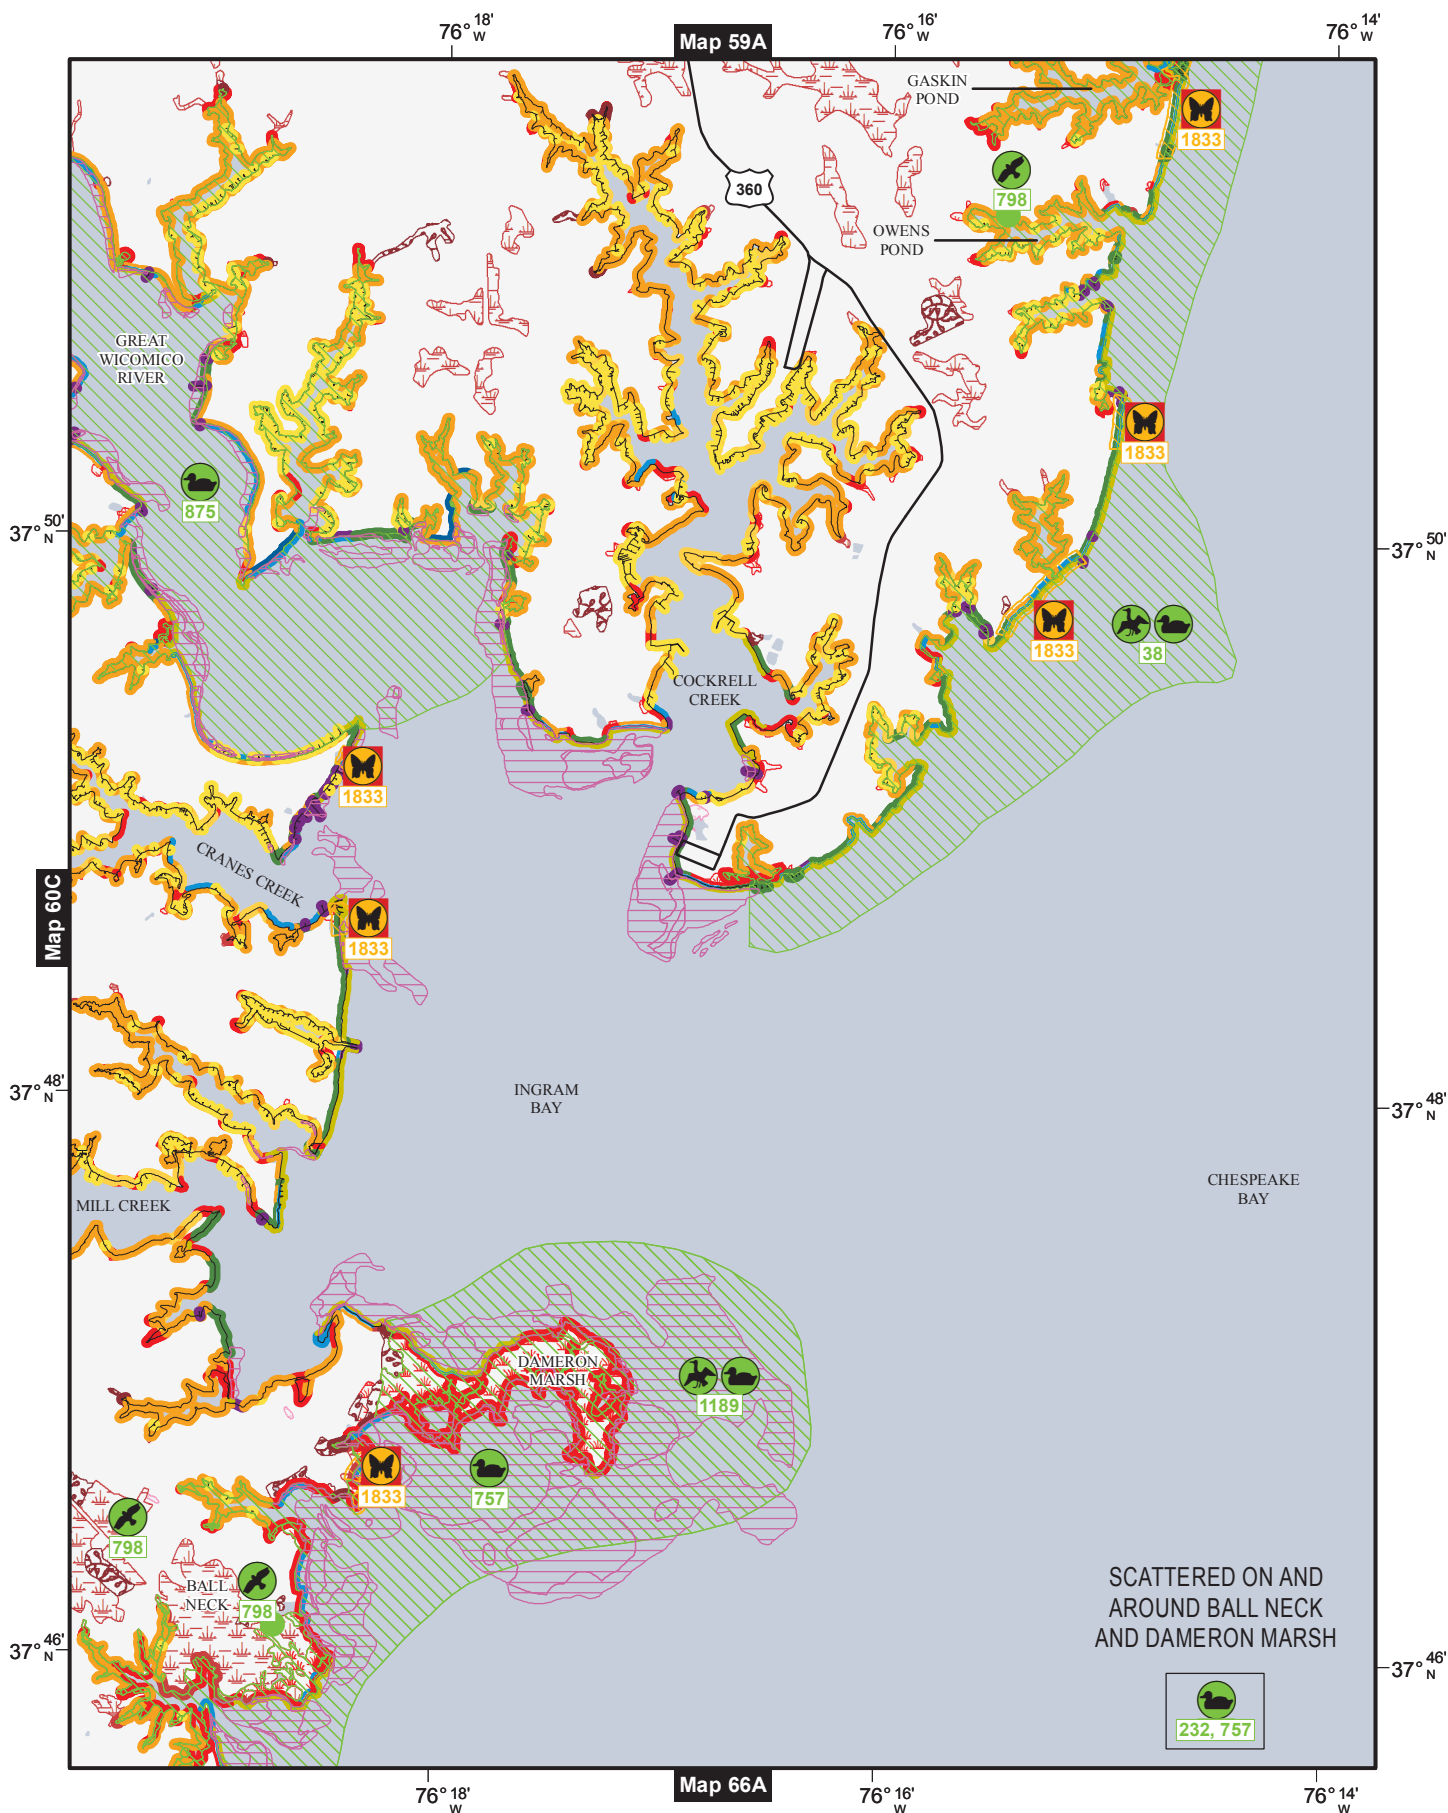 76° 18' W
76° 16' W
76° 14' W
Map 59A
GASKIN
POND
1833
360
798
OWENS
POND
GREAT
WICOMICO
RIVER
1833
875
37° 50' N
37° 50' N
1833
38
COCKRELL
CREEK
1833
CRANES CREEK
Map 60C
1833
37° 48' N
INGRAM
BAY
37° 48' N
CHESPEAKE
BAY
MILL CREEK
DAMERON
MARSH
1189
1833
757
798
BALL
NECK
798
SCATTERED ON AND
AROUND BALL NECK
AND DAMERON MARSH
37° 46' N
37° 46' N
232, 757
Map 66A
76° 18' W
76° 16' W
76° 14' W